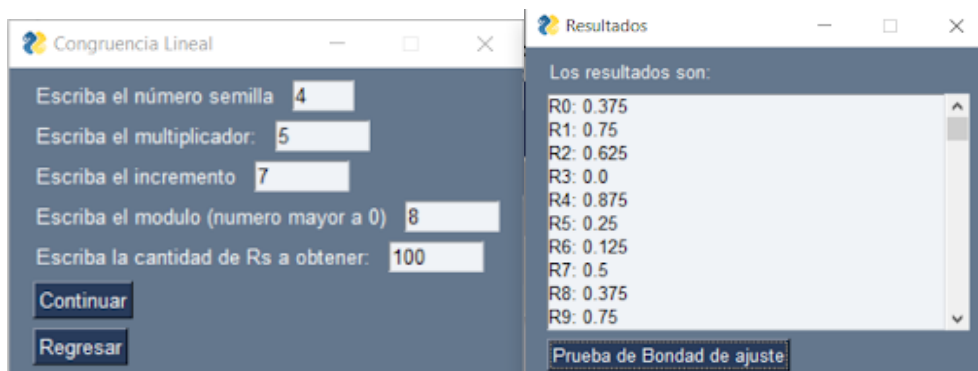 Congruencia Lineal
Escriba el número semilla 4
Escriba el multiplicador: 5
Escriba el incremento 7
Escriba el modulo (numero mayor a 0) 8
Escriba la cantidad de Rs a obtener: 100
Continuar
Regresar
Resultados
Los resultados son:
R0: 0.375
R1: 0.75
R2: 0.625
R3: 0.0
R4: 0.875
R5: 0.25
R6: 0.125
R7: 0.5
R8: 0.375
R9: 0.75
Prueba de Bondad de ajuste